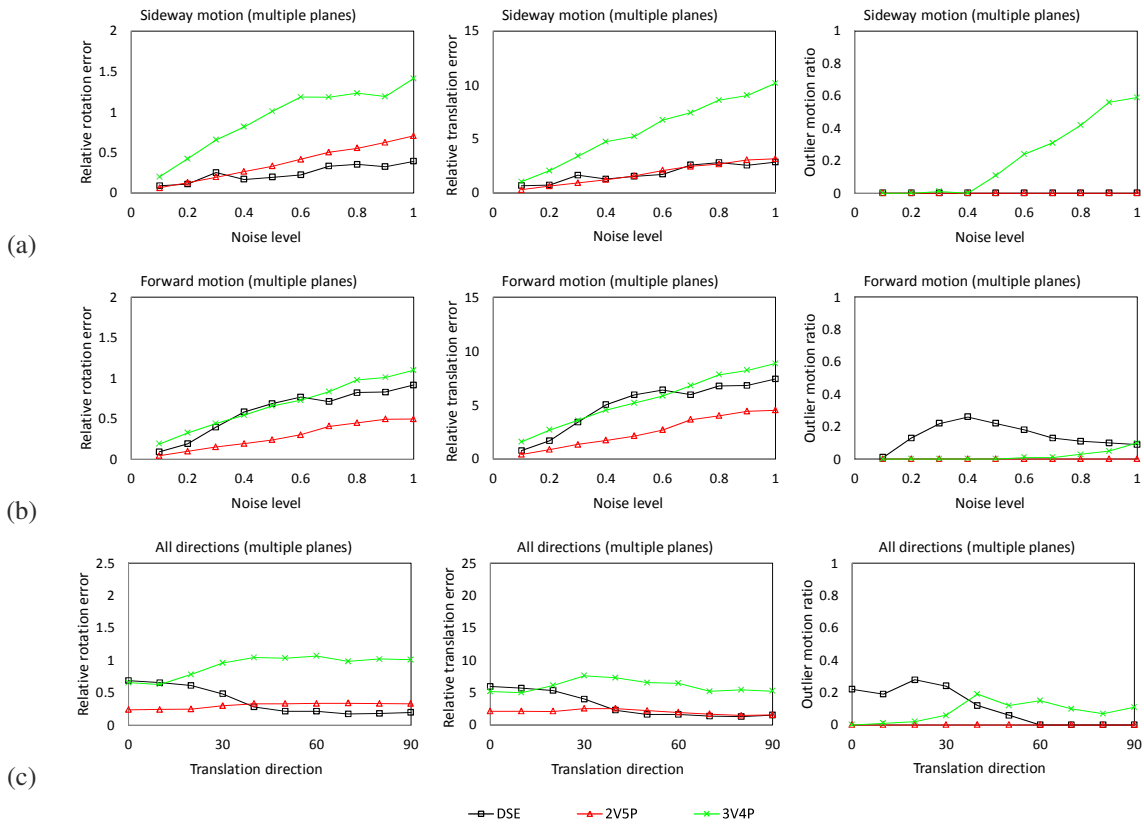 Sideway motion (multiple planes)
Relative rotation error
2
1.5
1
0.5
0
0 0.2 0.4 0.6 0.8 1
Noise level
Sideway motion (multiple planes)
Relative translation error
15
10
5
0
0 0.2 0.4 0.6 0.8 1
Noise level
Sideway motion (multiple planes)
Outlier motion ratio
1
0.8
0.6
0.4
0.2
0
0 0.2 0.4 0.6 0.8 1
Noise level
(a)
Forward motion (multiple planes)
Relative rotation error
2
1.5
1
0.5
0
0 0.2 0.4 0.6 0.8 1
Noise level
Forward motion (multiple planes)
Relative translation error
15
10
5
0
0 0.2 0.4 0.6 0.8 1
Noise level
Forward motion (multiple planes)
Outlier motion ratio
1
0.8
0.6
0.4
0.2
0
0 0.2 0.4 0.6 0.8 1
Noise level
(b)
All directions (multiple planes)
Relative rotation error
2.5
2
1.5
1
0.5
0
0 30 60 90
Translation direction
All directions (multiple planes)
Relative translation error
25
20
15
10
5
0
0 30 60 90
Translation direction
All directions (multiple planes)
Outlier motion ratio
1
0.8
0.6
0.4
0.2
0
0 30 60 90
Translation direction
(c)
DSE 2V5P 3V4P